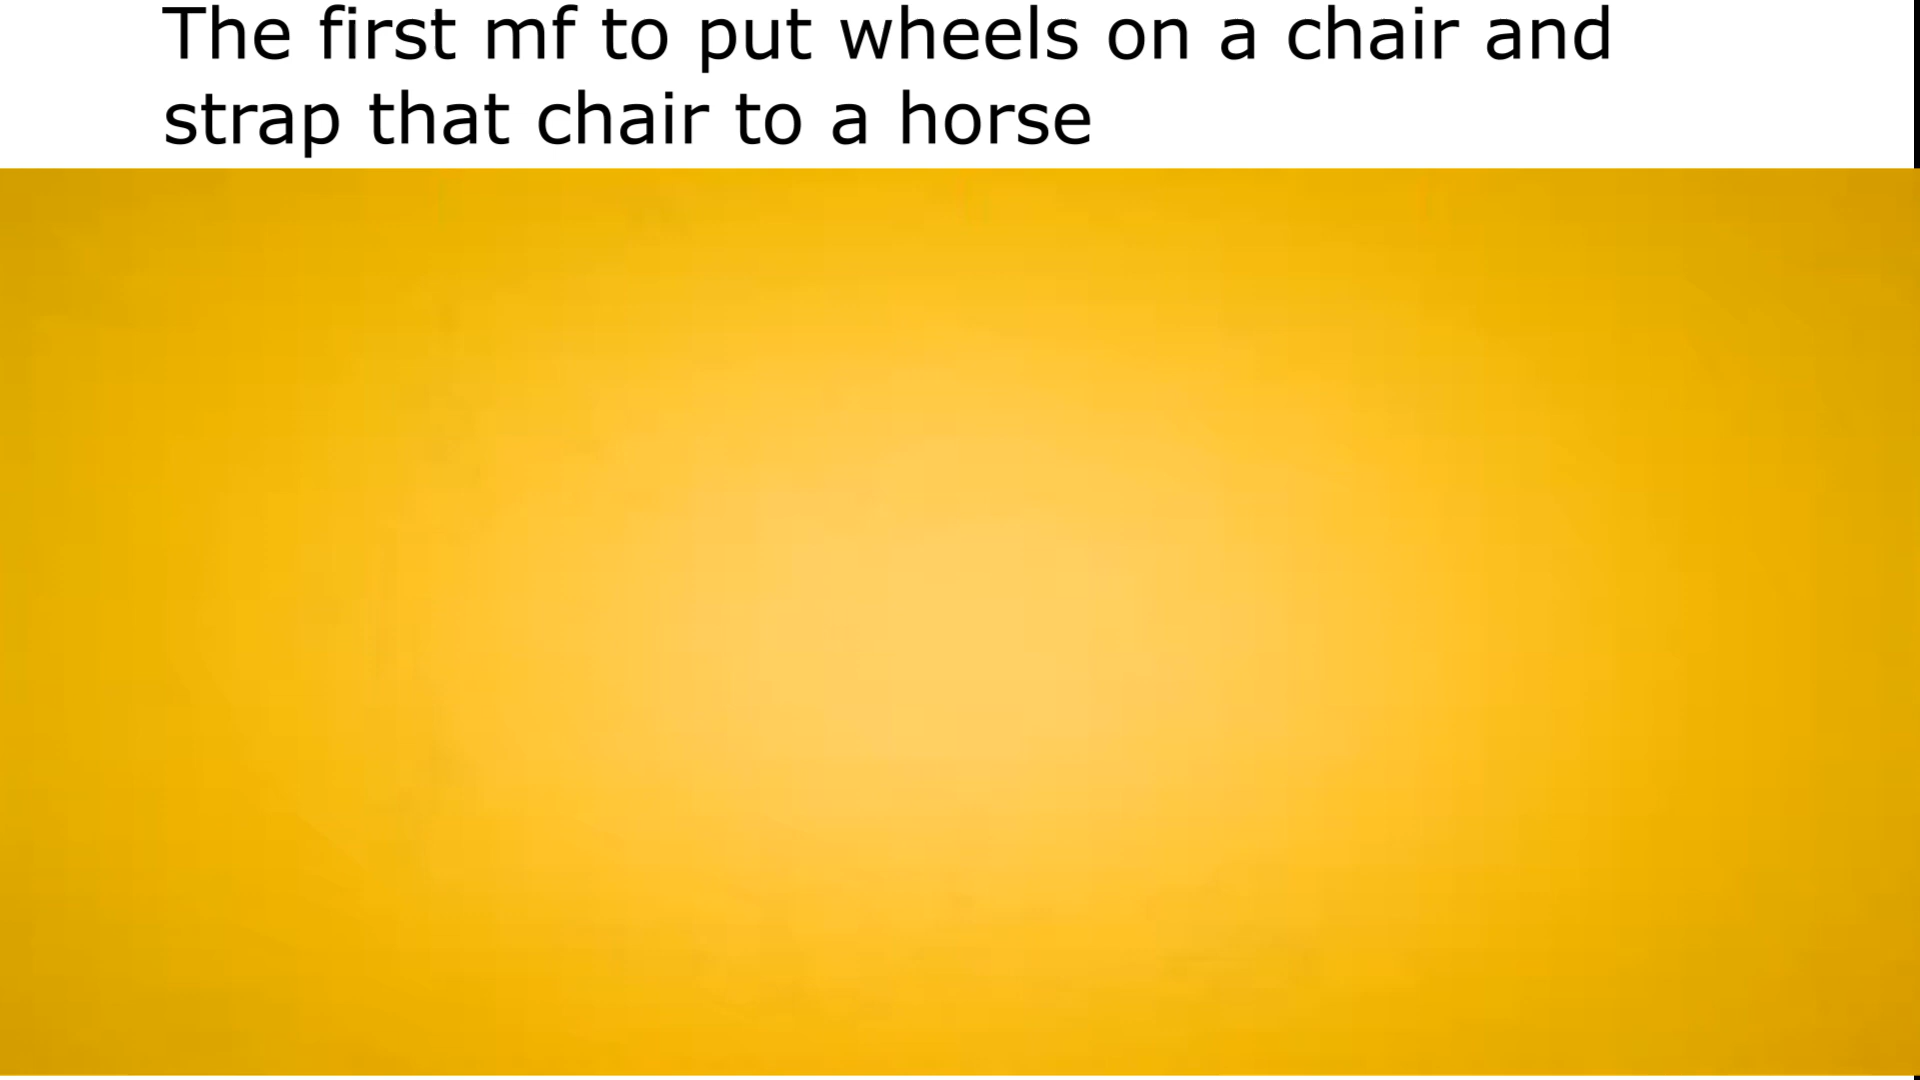 The first mf to put wheels on a chair and
strap that chair to a horse